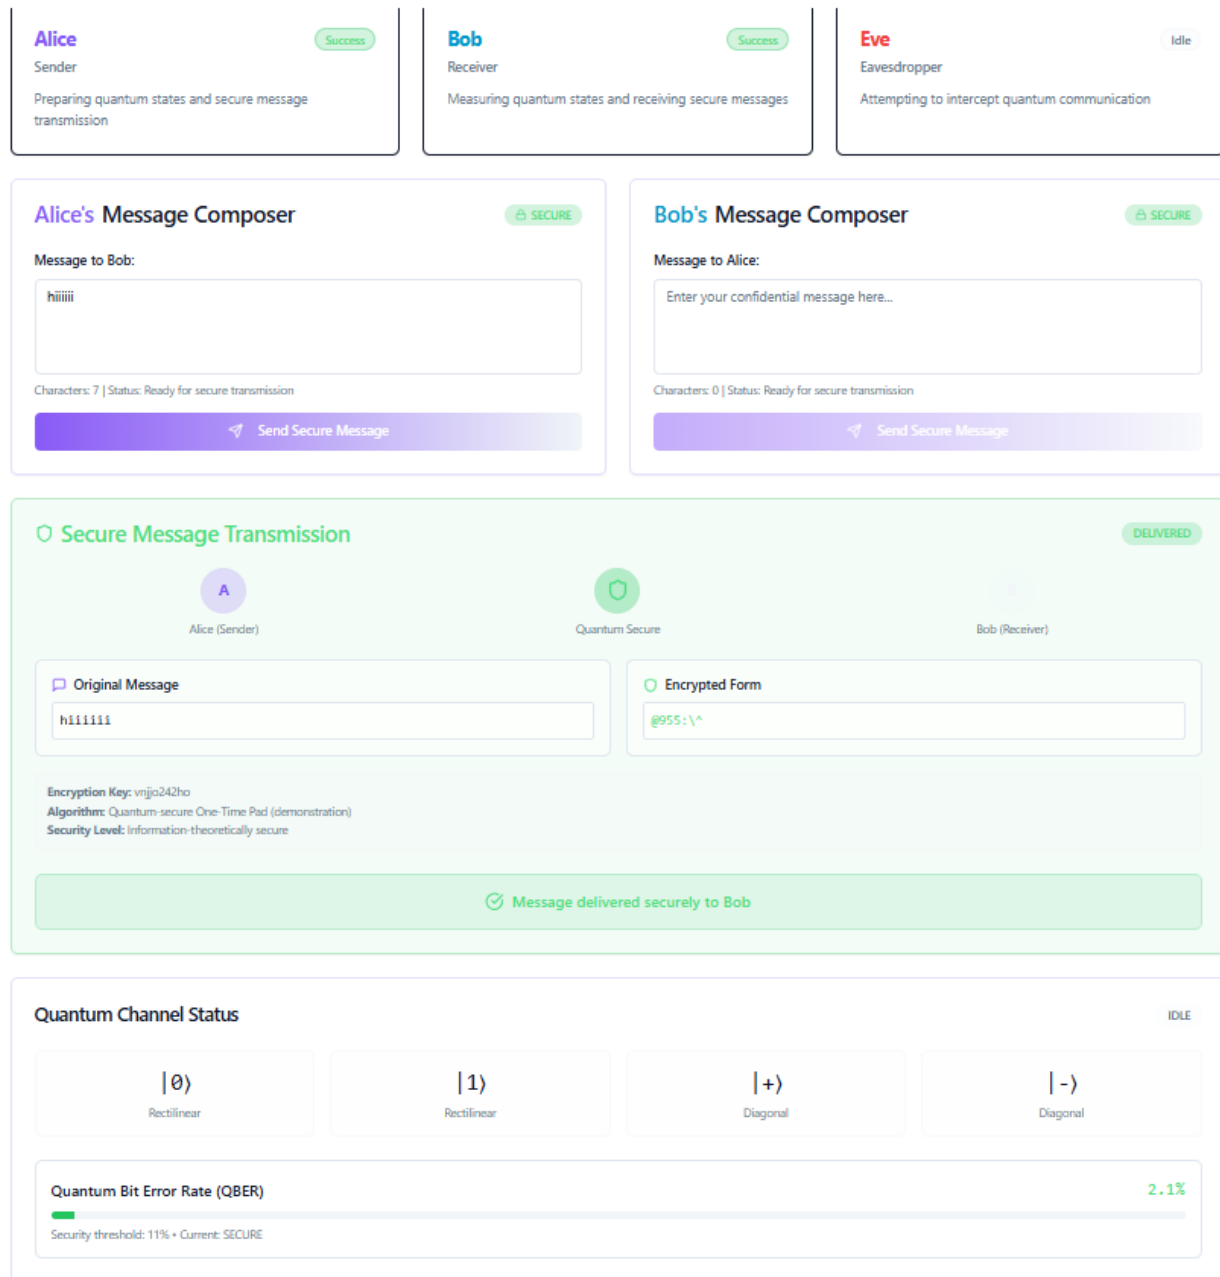 Alice
Success
Sender
Preparing quantum states and secure message
transmission
Bob
Success
Receiver
Measuring quantum states and receiving secure messages
Eve
Idle
Eavesdropper
Attempting to intercept quantum communication
Alice's Message Composer
SECURE
Message to Bob:
hiiiiii
Characters: 7 | Status: Ready for secure transmission
Send Secure Message
Bob's Message Composer
SECURE
Message to Alice:
Enter your confidential message here...
Characters: 0 | Status: Ready for secure transmission
Send Secure Message
Secure Message Transmission
DELIVERED
A
Alice (Sender)
Quantum Secure
Bob (Receiver)
Original Message
hiiiiii
Encrypted Form
@955:\^
Encryption Key: vnjjo242ho
Algorithm: Quantum-secure One-Time Pad (demonstration)
Security Level: Information-theoretically secure
Message delivered securely to Bob
Quantum Channel Status
IDLE
|0⟩
Rectilinear
|1⟩
Rectilinear
|+⟩
Diagonal
|-⟩
Diagonal
Quantum Bit Error Rate (QBER)
2.1%
Security threshold: 11% • Current: SECURE